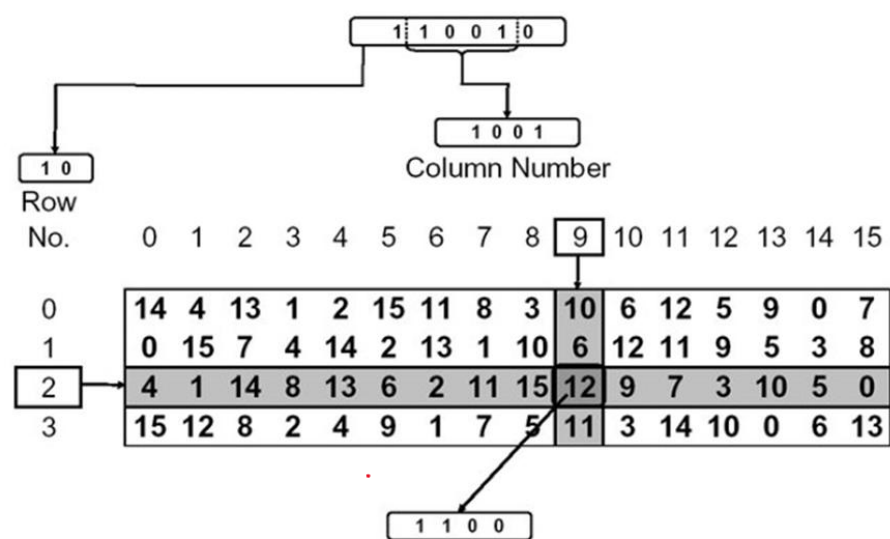 1 1 0 0 1 0
1 0 0 1
1 0
Column Number
Row
No. 0 1 2 3 4 5 6 7 8 9 10 11 12 13 14 15
0 14 4 13 1 2 15 11 8 3 10 6 12 5 9 0 7
1 0 15 7 4 14 2 13 1 10 6 12 11 9 5 3 8
2 4 1 14 8 13 6 2 11 15 12 9 7 3 10 5 0
3 15 12 8 2 4 9 1 7 5 11 3 14 10 0 6 13
1 1 0 0